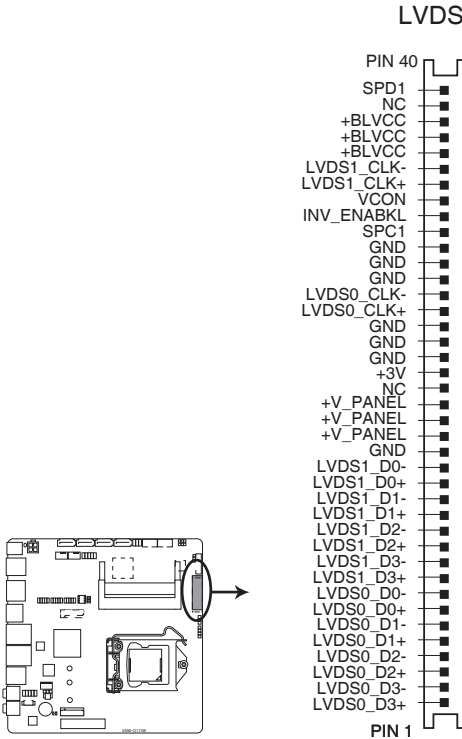 LVDS
PIN 40
SPD1
NC
+BLVCC
+BLVCC
+BLVCC
LVDS1_CLK-
LVDS1_CLK+
VCON
INV_ENABKL
SPC1
GND
GND
GND
LVDS0_CLK-
LVDS0_CLK+
GND
GND
GND
+3V
NC
+V_PANEL
+V_PANEL
+V_PANEL
GND
LVDS1_D0-
LVDS1_D0+
LVDS1_D1-
LVDS1_D1+
LVDS1_D2-
LVDS1_D2+
LVDS1_D3-
LVDS1_D3+
LVDS0_D0-
LVDS0_D0+
LVDS0_D1-
LVDS0_D1+
LVDS0_D2-
LVDS0_D2+
LVDS0_D3-
LVDS0_D3+
PIN 1